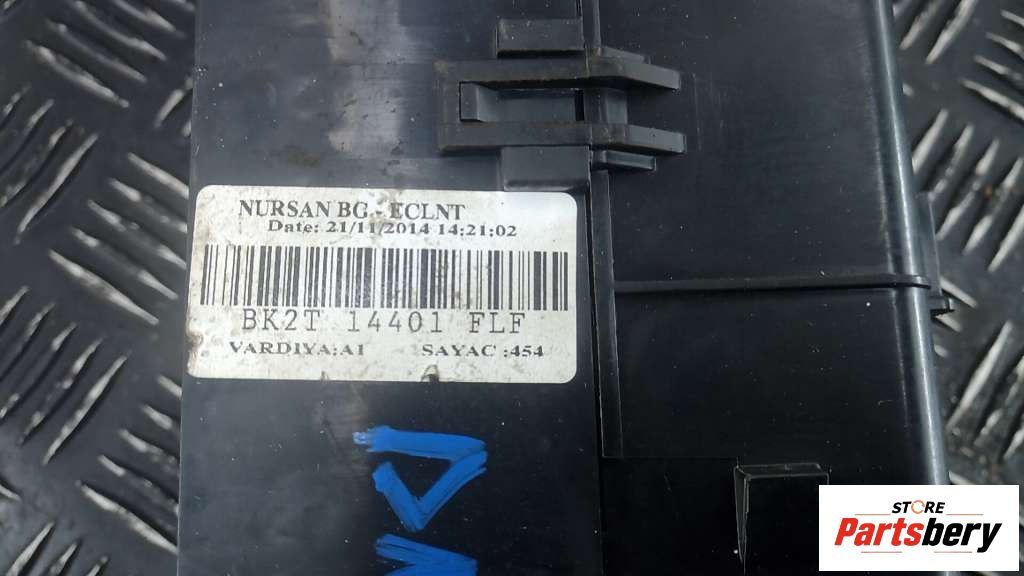 NURSAN BG - ECLNT
Date: 21/11/2014 14:21:02
BK2T 14401 FLF
VARDIYA:A1 SAYAC :454
STORE
Partsbery